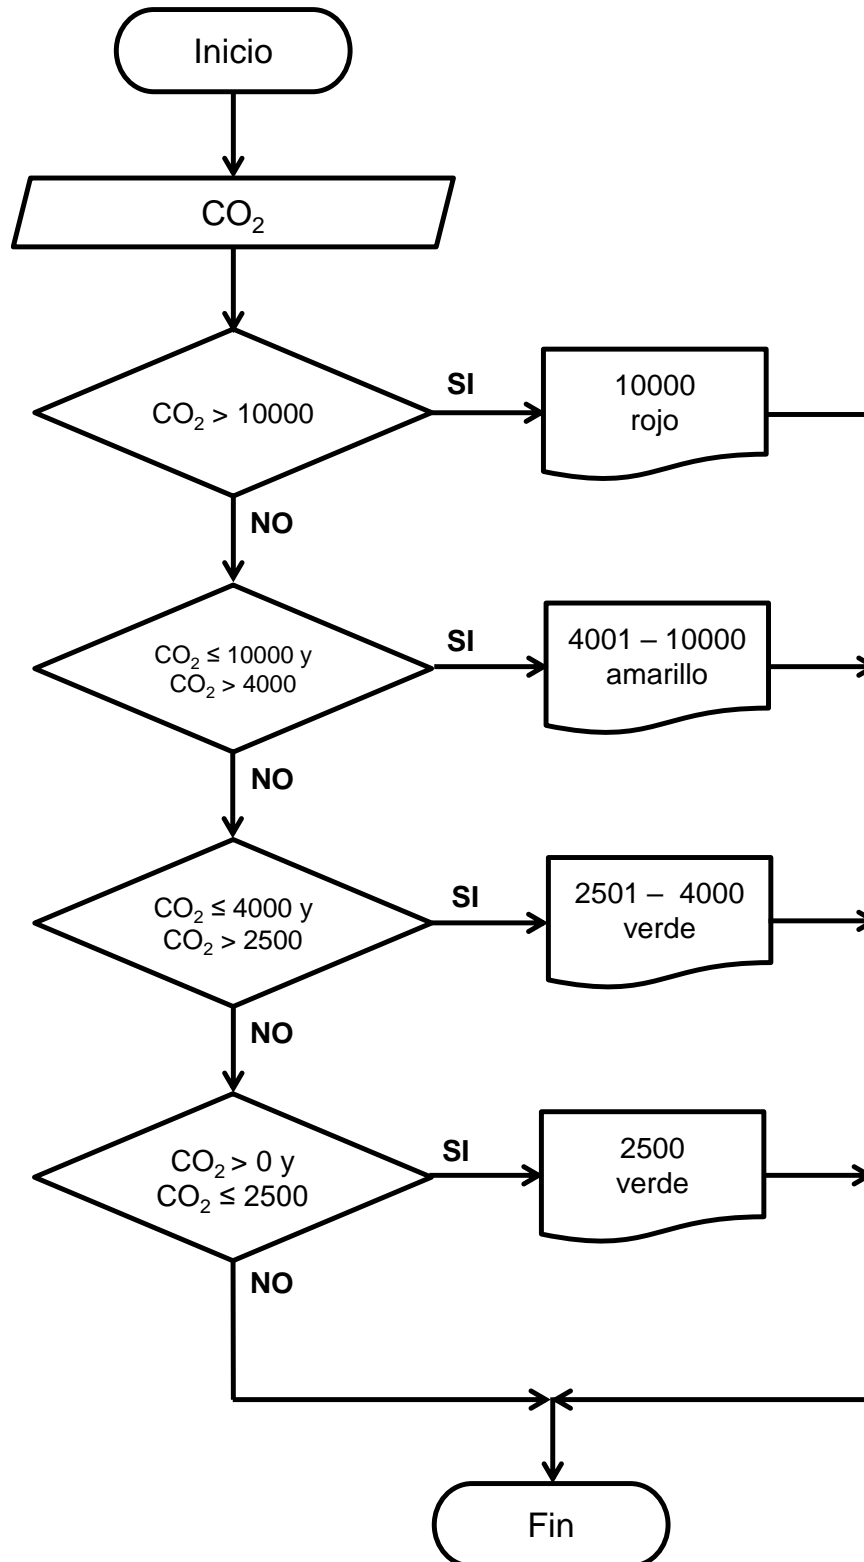 Inicio
CO₂
CO₂ > 10000
SI
10000
rojo
NO
CO₂ ≤ 10000 y
CO₂ > 4000
SI
4001 – 10000
amarillo
NO
CO₂ ≤ 4000 y
CO₂ > 2500
SI
2501 – 4000
verde
NO
CO₂ > 0 y
CO₂ ≤ 2500
SI
2500
verde
NO
Fin